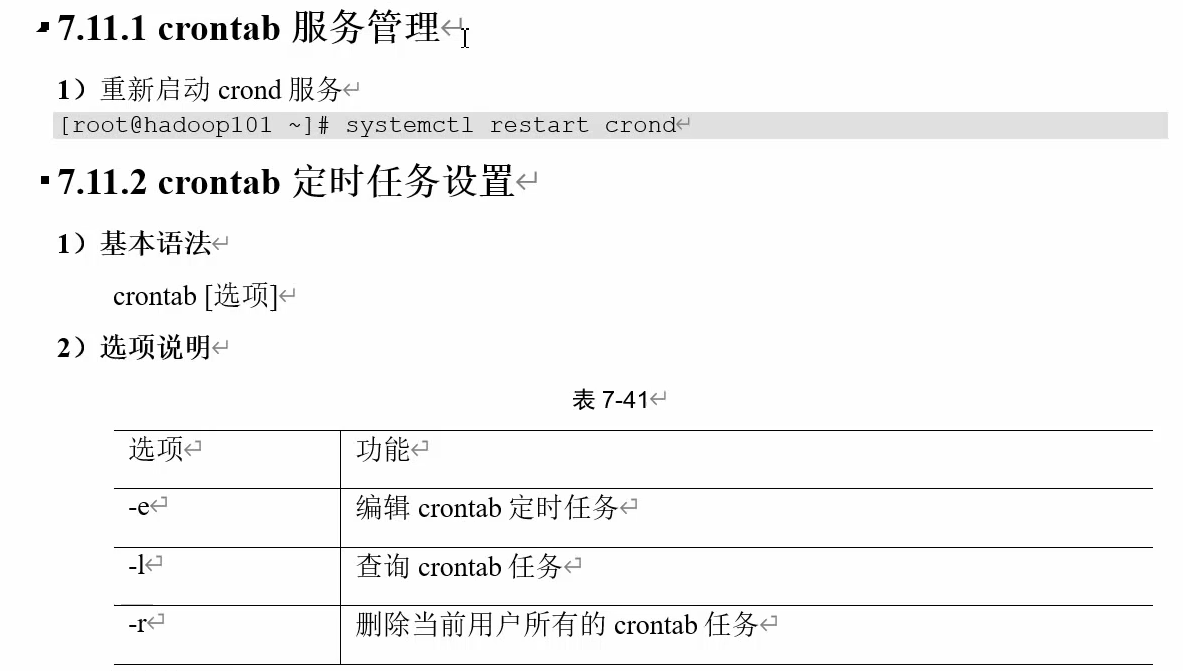 7.11.1 crontab 服务管理
1）重新启动 crond 服务
[root@hadoop101 ~]# systemctl restart crond
7.11.2 crontab 定时任务设置
1）基本语法
crontab [选项]
2）选项说明
表 7-41
选项 功能
-e 编辑 crontab 定时任务
-l 查询 crontab 任务
-r 删除当前用户所有的 crontab 任务